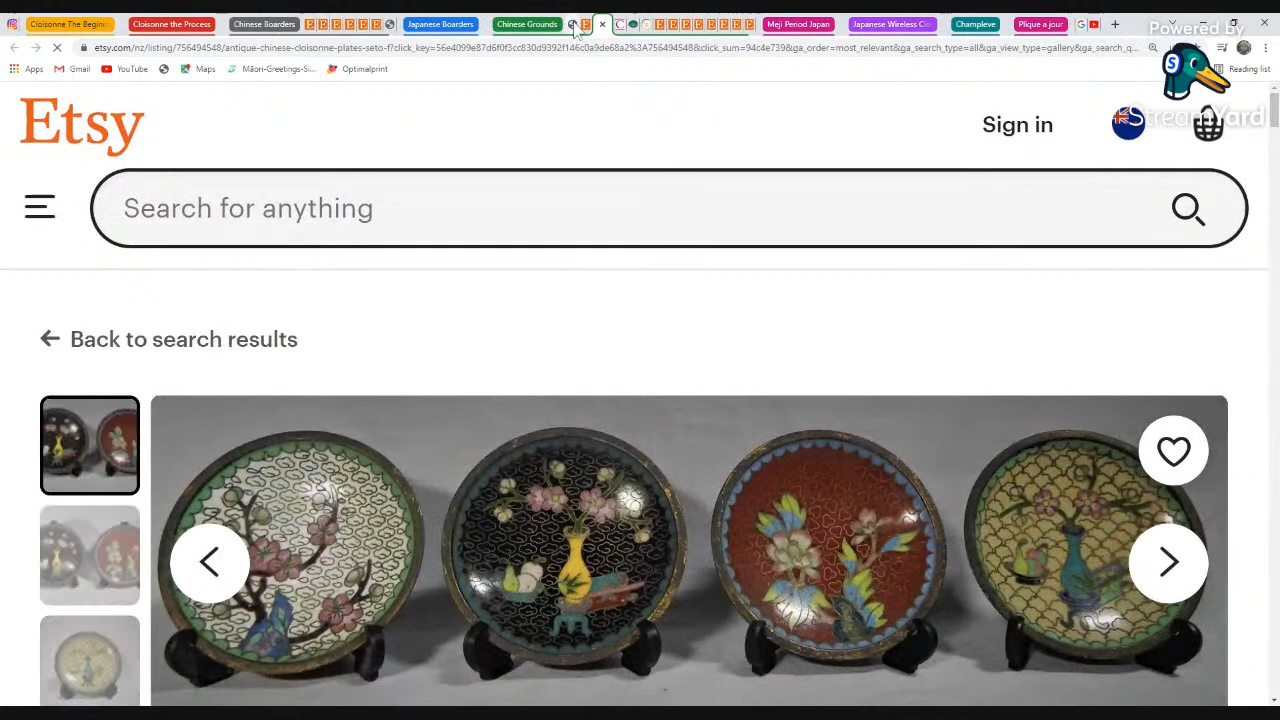 Cloisonne The Beginni
Cloisonne the Process
Chinese Boarders
Japanese Boarders
Chinese Grounds
Meji Period Japan
Japanese Wireless Clo
Champleve
Plique a jour
Powered by
etsy.com/nz/listing/756494548/antique-chinese-cloisonne-plates-seto-f?click_key=56e4099e87d6f0f3cc830d9392f146c0a9de68a2%3A756494548&click_sum=94c4e739&ga_order=most_relevant&ga_search_type=all&ga_view_type=gallery&ga_search_q...
Apps
Gmail
YouTube
Maps
Māori-Greetings-Si...
Optimalprint
Reading list
StreamYard
Etsy
Sign in
Search for anything
Back to search results